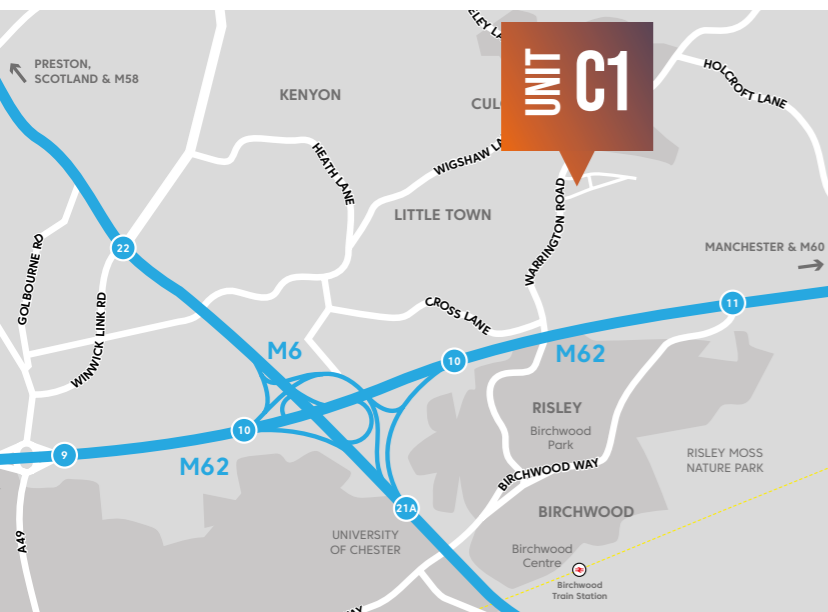 PRESTON,
SCOTLAND & M58
KENYON
HOLCROFT LANE
UNIT C1
HEATH LANE
WIGSHAW
LITTLE TOWN
WARRINGTON ROAD
MANCHESTER & M60
22
GOLBOURNE RD
WINWICK LINK RD
CROSS LANE
11
M6
10
M62
RISLEY
Birchwood
Park
10
9
M62
RISLEY MOSS
NATURE PARK
BIRCHWOOD WAY
21A
BIRCHWOOD
A49
UNIVERSITY
OF CHESTER
Birchwood
Centre
Birchwood
Train Station